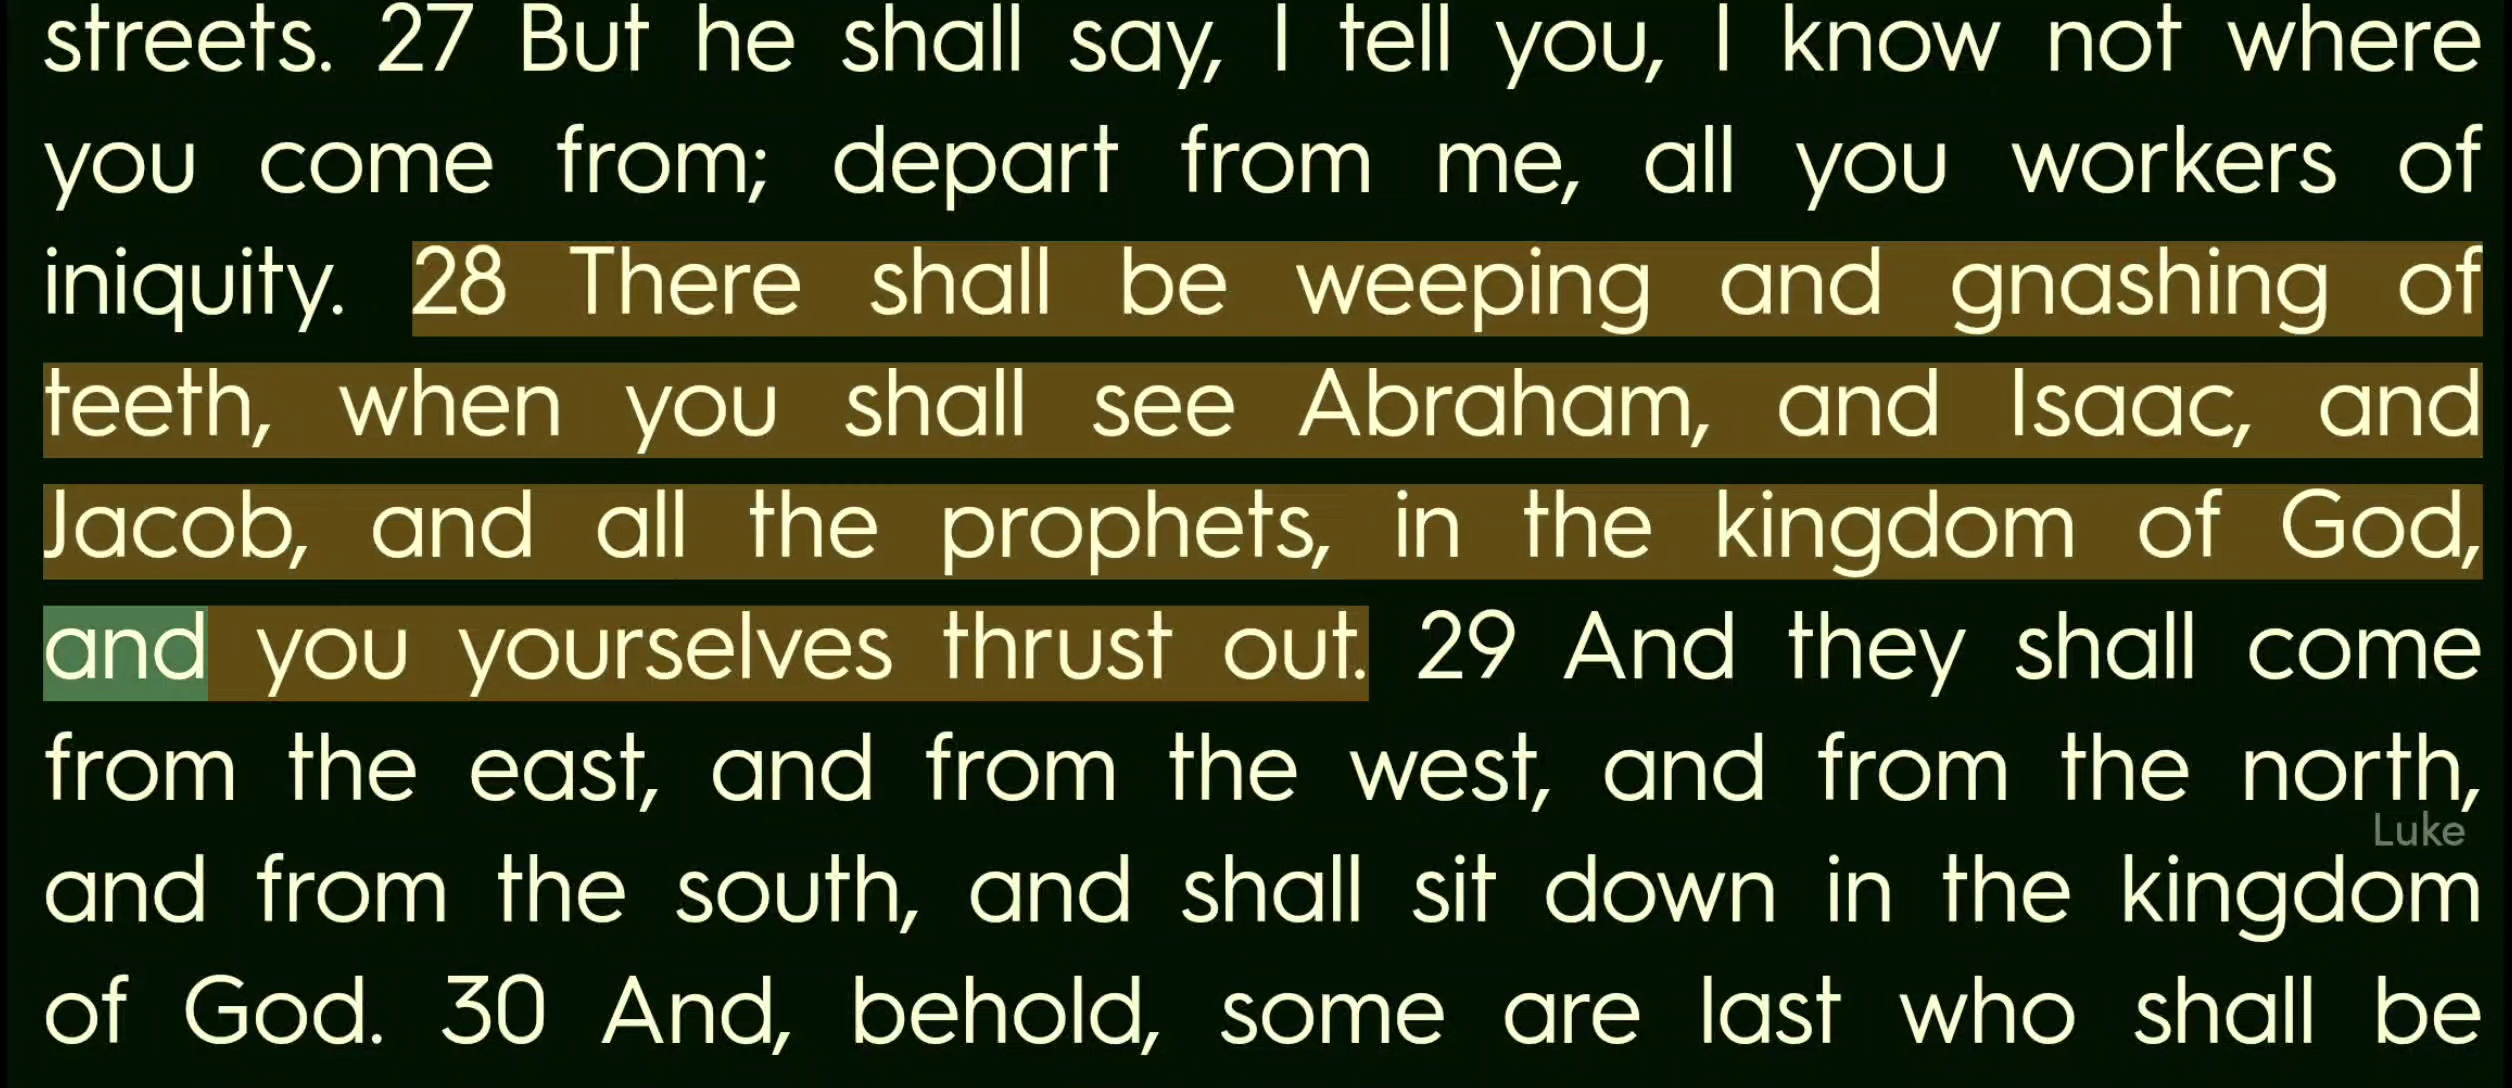 streets. 27 But he shall say, I tell you, I know not where
you come from; depart from me, all you workers of
iniquity. 28 There shall be weeping and gnashing of
teeth, when you shall see Abraham, and Isaac, and
Jacob, and all the prophets, in the kingdom of God,
and you yourselves thrust out. 29 And they shall come
from the east, and from the west, and from the north,
Luke
and from the south, and shall sit down in the kingdom
of God. 30 And, behold, some are last who shall be